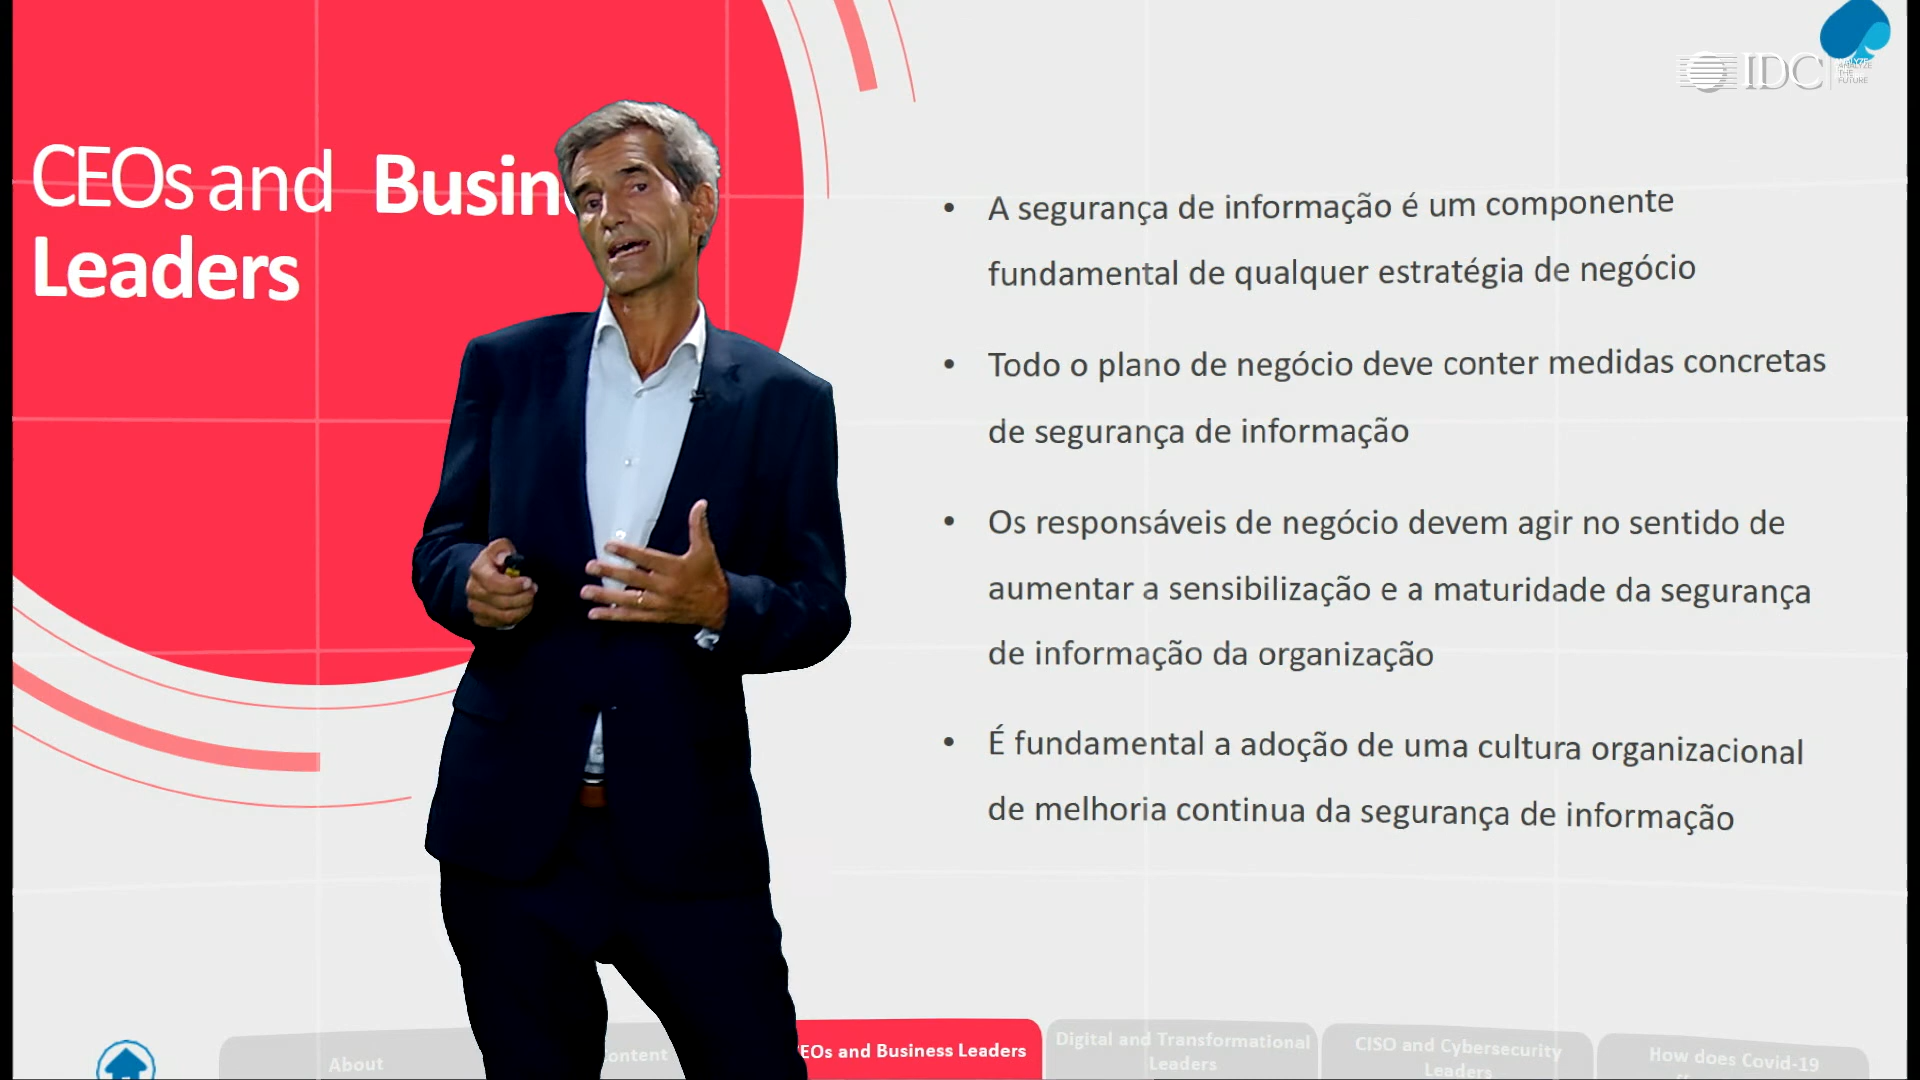 CEOs and Busin
Leaders
IDC
ANALYZE
THE
FUTURE
• A segurança de informação é um componente
fundamental de qualquer estratégia de negócio
• Todo o plano de negócio deve conter medidas concretas
de segurança de informação
• Os responsáveis de negócio devem agir no sentido de
aumentar a sensibilização e a maturidade da segurança
de informação da organização
• É fundamental a adoção de uma cultura organizacional
de melhoria continua da segurança de informação
About
ontent
EOs and Business Leaders
Digital and Transformational
Leaders
CISO and Cybersecurity
Leaders
How does Covid-19